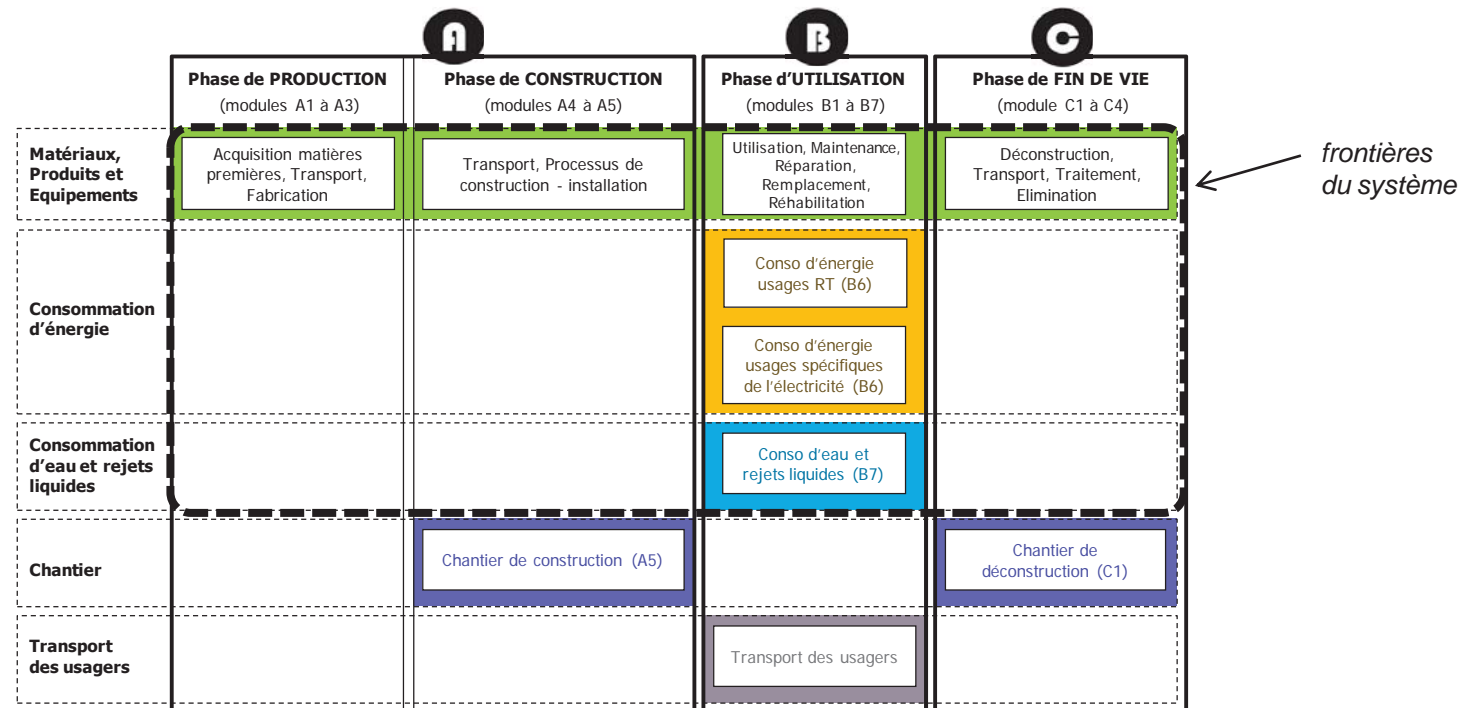 A
B
C
Phase de PRODUCTION
(modules A1 à A3)
Phase de CONSTRUCTION
(modules A4 à A5)
Phase d'UTILISATION
(modules B1 à B7)
Phase de FIN DE VIE
(module C1 à C4)
Matériaux,
Produits et
Equipements
Acquisition matières
premières, Transport,
Fabrication
Transport, Processus de
construction - installation
Utilisation, Maintenance,
Réparation,
Remplacement,
Réhabilitation
Déconstruction,
Transport, Traitement,
Elimination
frontières
du système
Consommation
d'énergie
Conso d'énergie
usages RT (B6)
Conso d'énergie
usages spécifiques
de l'électricité (B6)
Consommation
d'eau et rejets
liquides
Conso d'eau et
rejets liquides (B7)
Chantier
Chantier de construction (A5)
Chantier de
déconstruction (C1)
Transport
des usagers
Transport des usagers